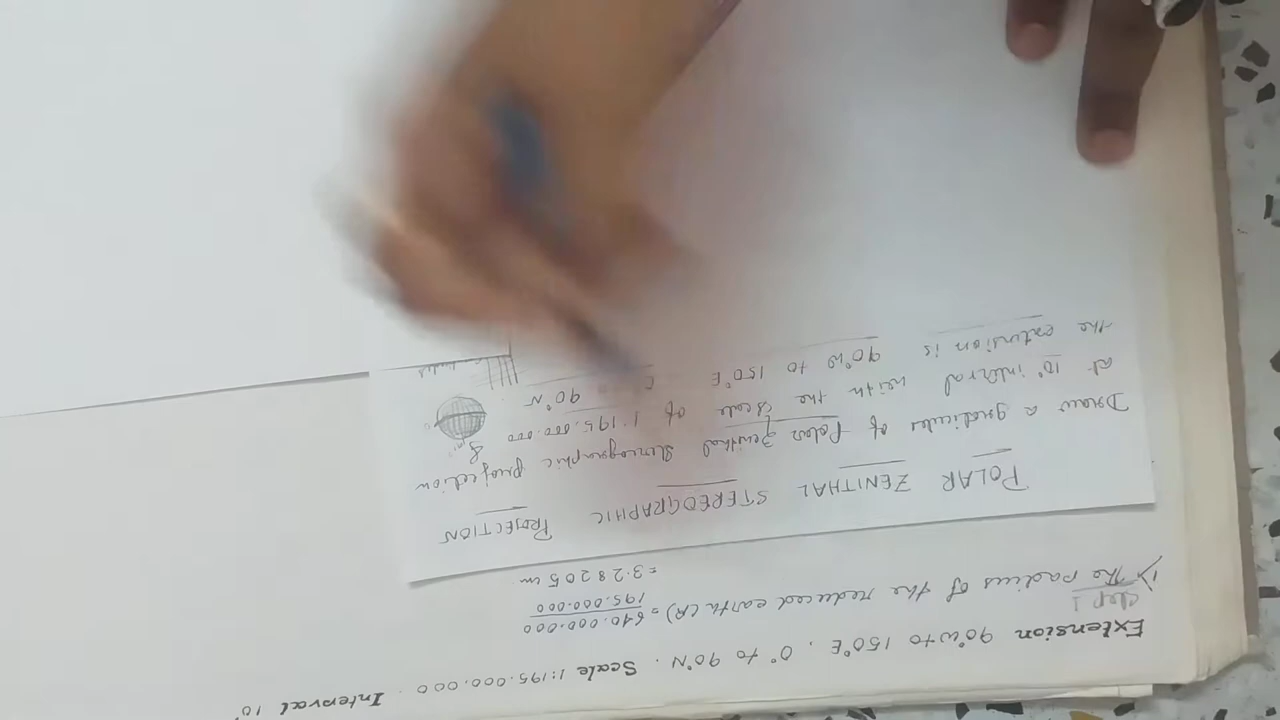 Extension 90°W to 150°E, 0° to 90°N. Scale 1:195.000.000. Interval 10°
Step 1
1) The radius of the reduced earth (R) = 640.000.000
195.000.000
= 3.28205 cm
POLAR ZENITHAL STEREOGRAPHIC PROJECTION
Draw a graticules of Polar Zenithal Stereographic projection
at 10° interval with the scale of 1:195.000.000 &
the extension is 90°W to 150°E 90°N